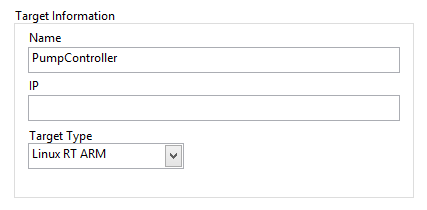 Target Information
Name
PumpController
IP
Target Type
Linux RT ARM